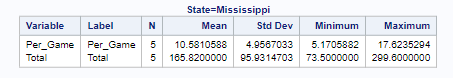 State=Mississippi
Variable Label N Mean Std Dev Minimum Maximum
Per_Game Per_Game 5 10.5810588 4.9567033 5.1705882 17.6235294
Total Total 5 165.8200000 95.9314703 73.5000000 299.6000000